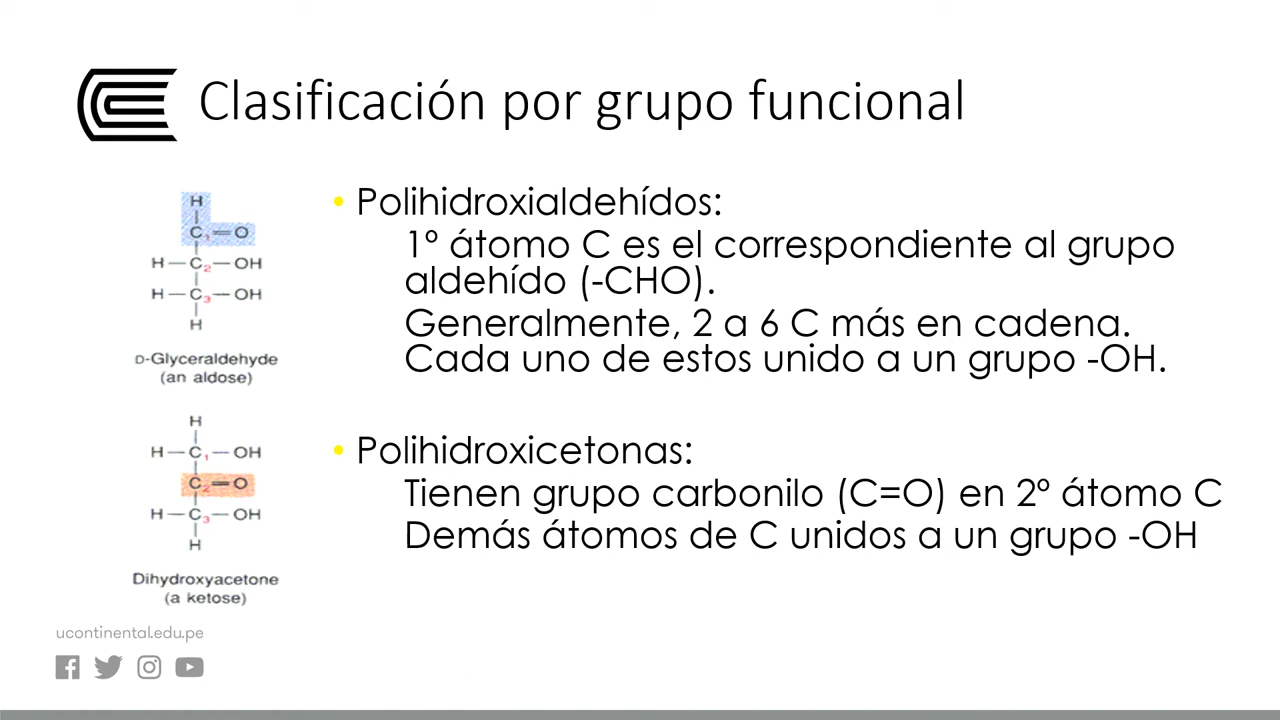 Clasificación por grupo funcional
H
C₁=O
H—C₂—OH
H—C₃—OH
H
D-Glyceraldehyde
(an aldose)
• Polihidroxialdehídos:
1º átomo C es el correspondiente al grupo
aldehído (-CHO).
Generalmente, 2 a 6 C más en cadena.
Cada uno de estos unido a un grupo -OH.
H
H—C₁—OH
C₂=O
H—C₃—OH
H
Dihydroxyacetone
(a ketose)
• Polihidroxicetonas:
Tienen grupo carbonilo (C=O) en 2º átomo C
Demás átomos de C unidos a un grupo -OH
ucontinental.edu.pe